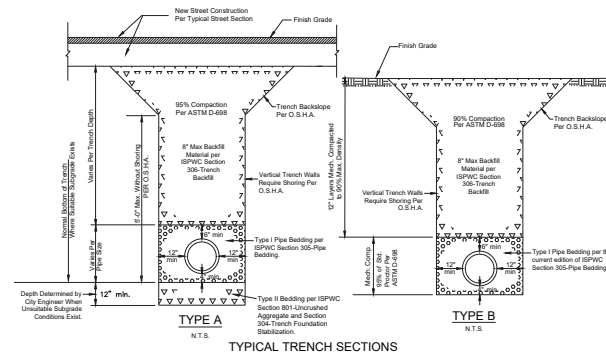 New Street Construction
Per Typical Street Section
Finish Grade
95% Compaction
Per ASTM D-698
Trench Backslope
Per O.S.H.A.
8" Max Backfill
Material per
ISPWC Section
306-Trench
Backfill
Vertical Trench Walls
Require Shoring Per
O.S.H.A.
Normal Bottom of Trench
Where Suitable Subgrade Exists
Varies Per Trench Depth
5'-0" Max. Without Shoring
PER O.S.H.A.
Varies Per
Pipe Size
6" min
12"
min
12"
min
Type I Pipe Bedding per
ISPWC Section 305-Pipe
Bedding.
Depth Determined by
City Engineer When
Unsuitable Subgrade
Conditions Exist.
12" min.
Type II Bedding per ISPWC
Section 801-Uncrushed
Aggregate and Section
304-Trench Foundation
Stabilization.
TYPE A
N.T.S.
Finish Grade
90% Compaction
Per ASTM D-698
Trench Backslope
Per O.S.H.A.
8" Max Backfill
Material per
ISPWC Section
306-Trench
Backfill
12" Layers Mech. Compacted
to 90% Max. Density
Vertical Trench Walls
Require Shoring Per
O.S.H.A.
Mech. Comp.
95% of Std.
Proctor Per
ASTM D-698
6" min
12"
min
12"
min
Type I Pipe Bedding per th
current edition of ISPWC
Section 305-Pipe Bedding
TYPE B
N.T.S.
TYPICAL TRENCH SECTIONS